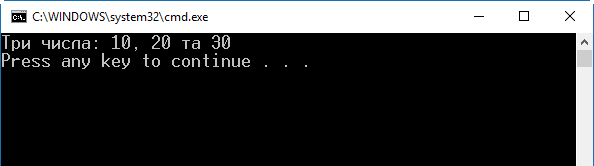 C:\WINDOWS\system32\cmd.exe
Три числа: 10, 20 та 30
Press any key to continue . . .